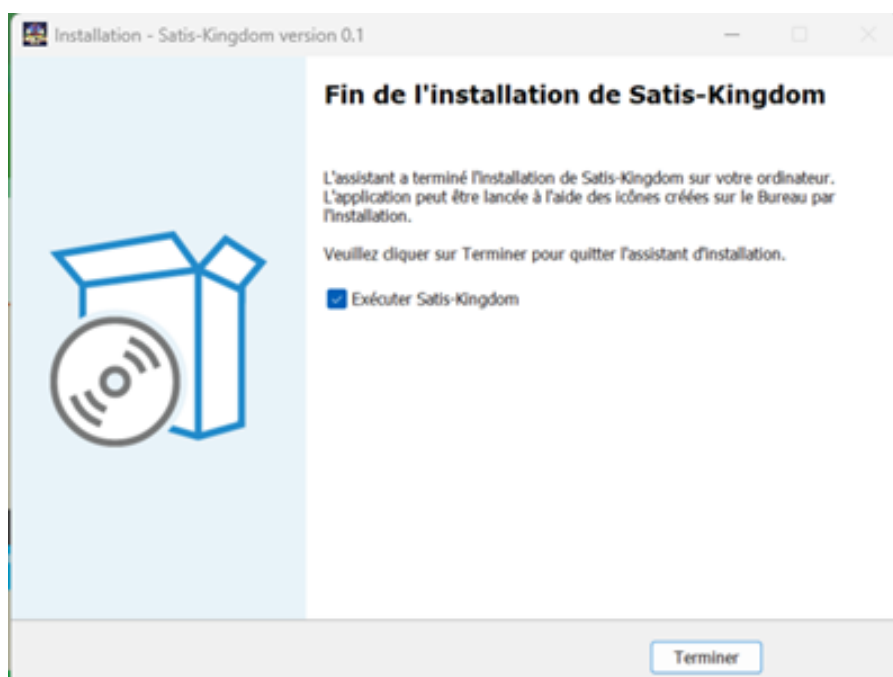 Installation - Satis-Kingdom version 0.1
Fin de l'installation de Satis-Kingdom
L'assistant a terminé l'installation de Satis-Kingdom sur votre ordinateur.
L'application peut être lancée à l'aide des icônes créées sur le Bureau par
l'installation.
Veuillez cliquer sur Terminer pour quitter l'assistant d'installation.
Exécuter Satis-Kingdom
Terminer